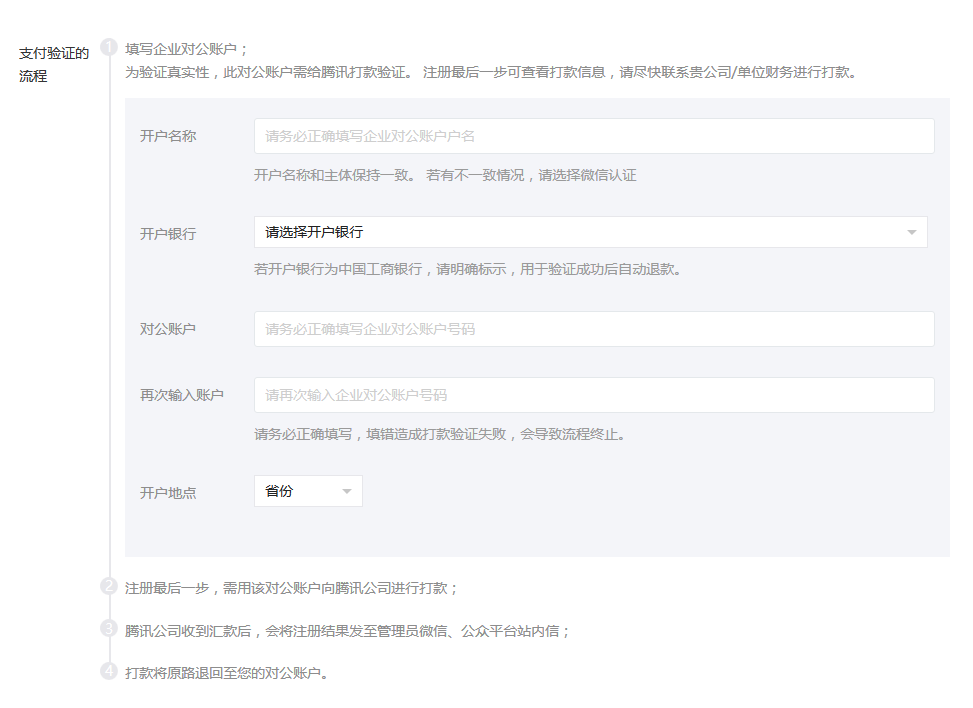 支付验证的
流程
1 填写企业对公账户；
为验证真实性，此对公账户需给腾讯打款验证。 注册最后一步可查看打款信息，请尽快联系贵公司/单位财务进行打款。
开户名称 请务必正确填写企业对公账户户名
开户名称和主体保持一致。 若有不一致情况，请选择微信认证
开户银行 请选择开户银行
若开户银行为中国工商银行，请明确标示，用于验证成功后自动退款。
对公账户 请务必正确填写企业对公账户号码
再次输入账户 请再次输入企业对公账户号码
请务必正确填写，填错造成打款验证失败，会导致流程终止。
开户地点 省份
2 注册最后一步，需用该对公账户向腾讯公司进行打款；
3 腾讯公司收到汇款后，会将注册结果发至管理员微信、公众平台站内信；
4 打款将原路退回至您的对公账户。